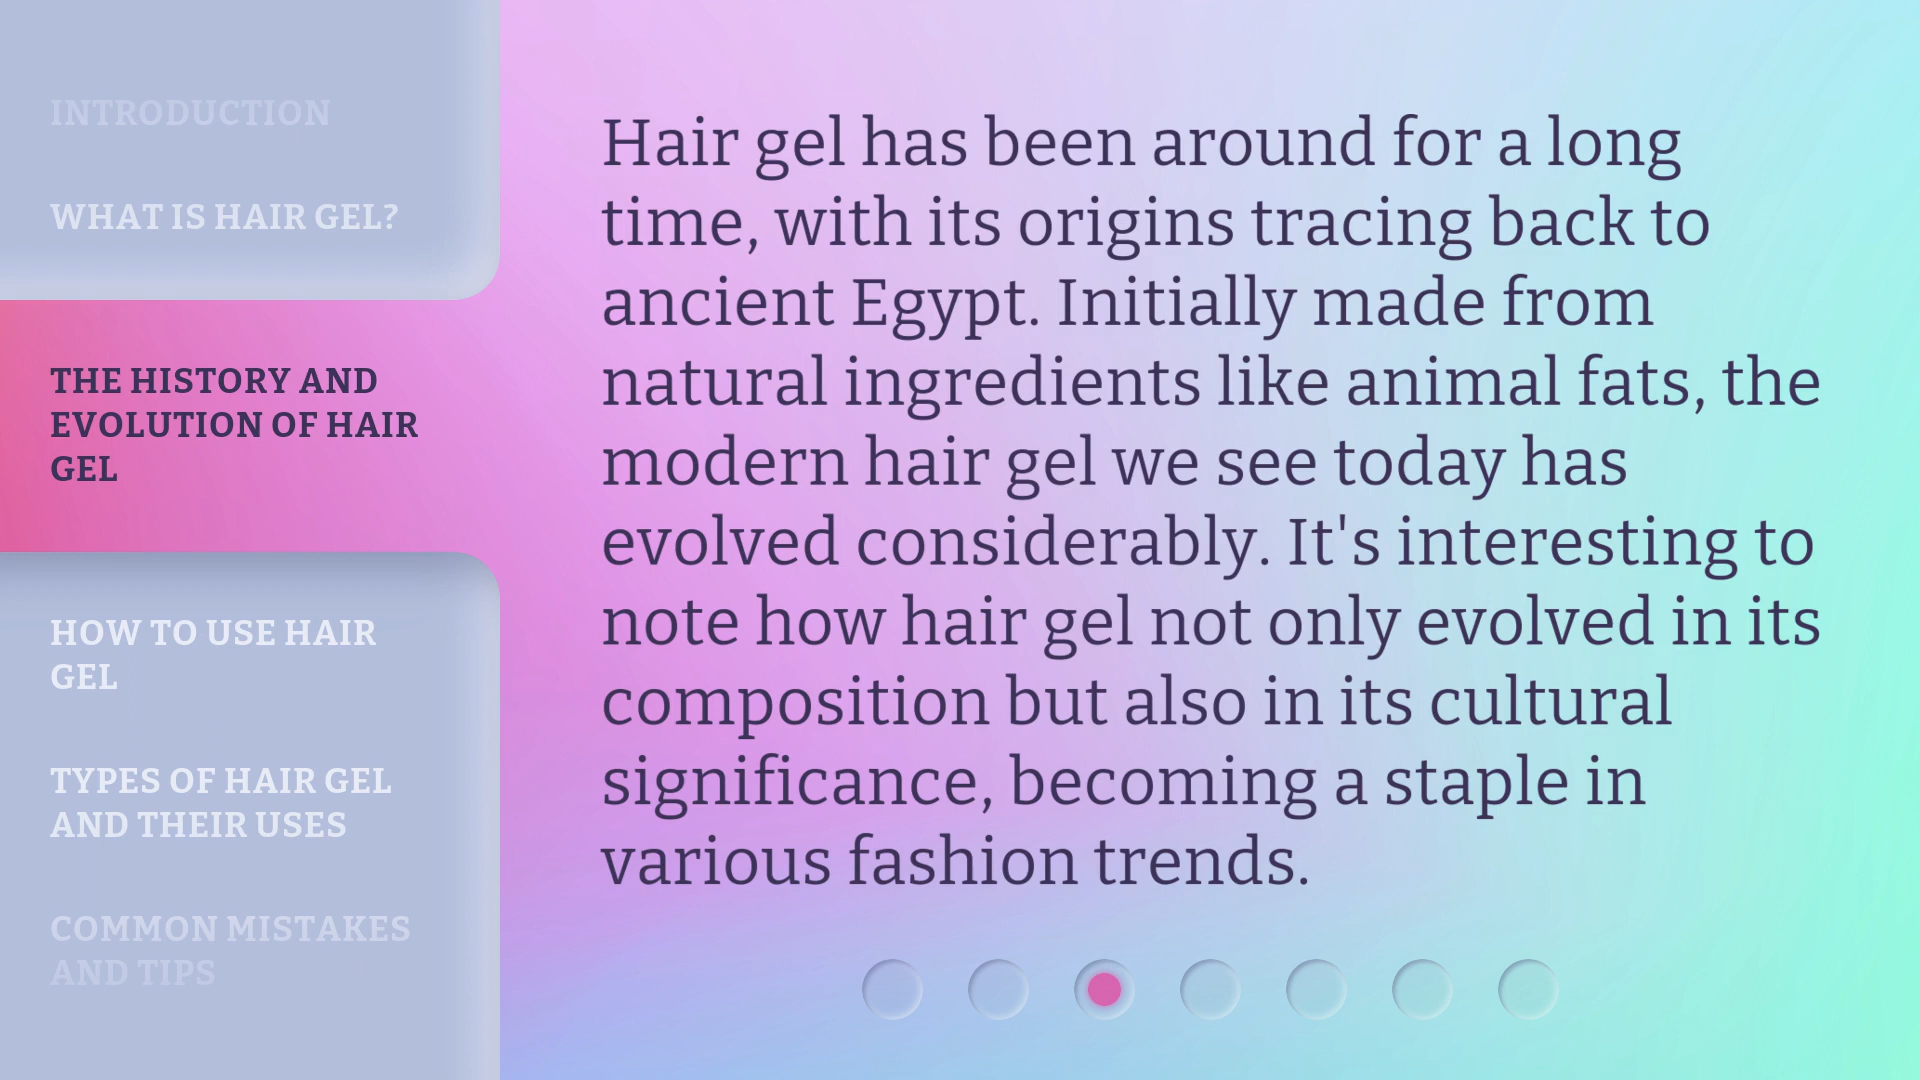 INTRODUCTION
WHAT IS HAIR GEL?
THE HISTORY AND
EVOLUTION OF HAIR
GEL
HOW TO USE HAIR
GEL
TYPES OF HAIR GEL
AND THEIR USES
COMMON MISTAKES
AND TIPS
Hair gel has been around for a long
time, with its origins tracing back to
ancient Egypt. Initially made from
natural ingredients like animal fats, the
modern hair gel we see today has
evolved considerably. It's interesting to
note how hair gel not only evolved in its
composition but also in its cultural
significance, becoming a staple in
various fashion trends.